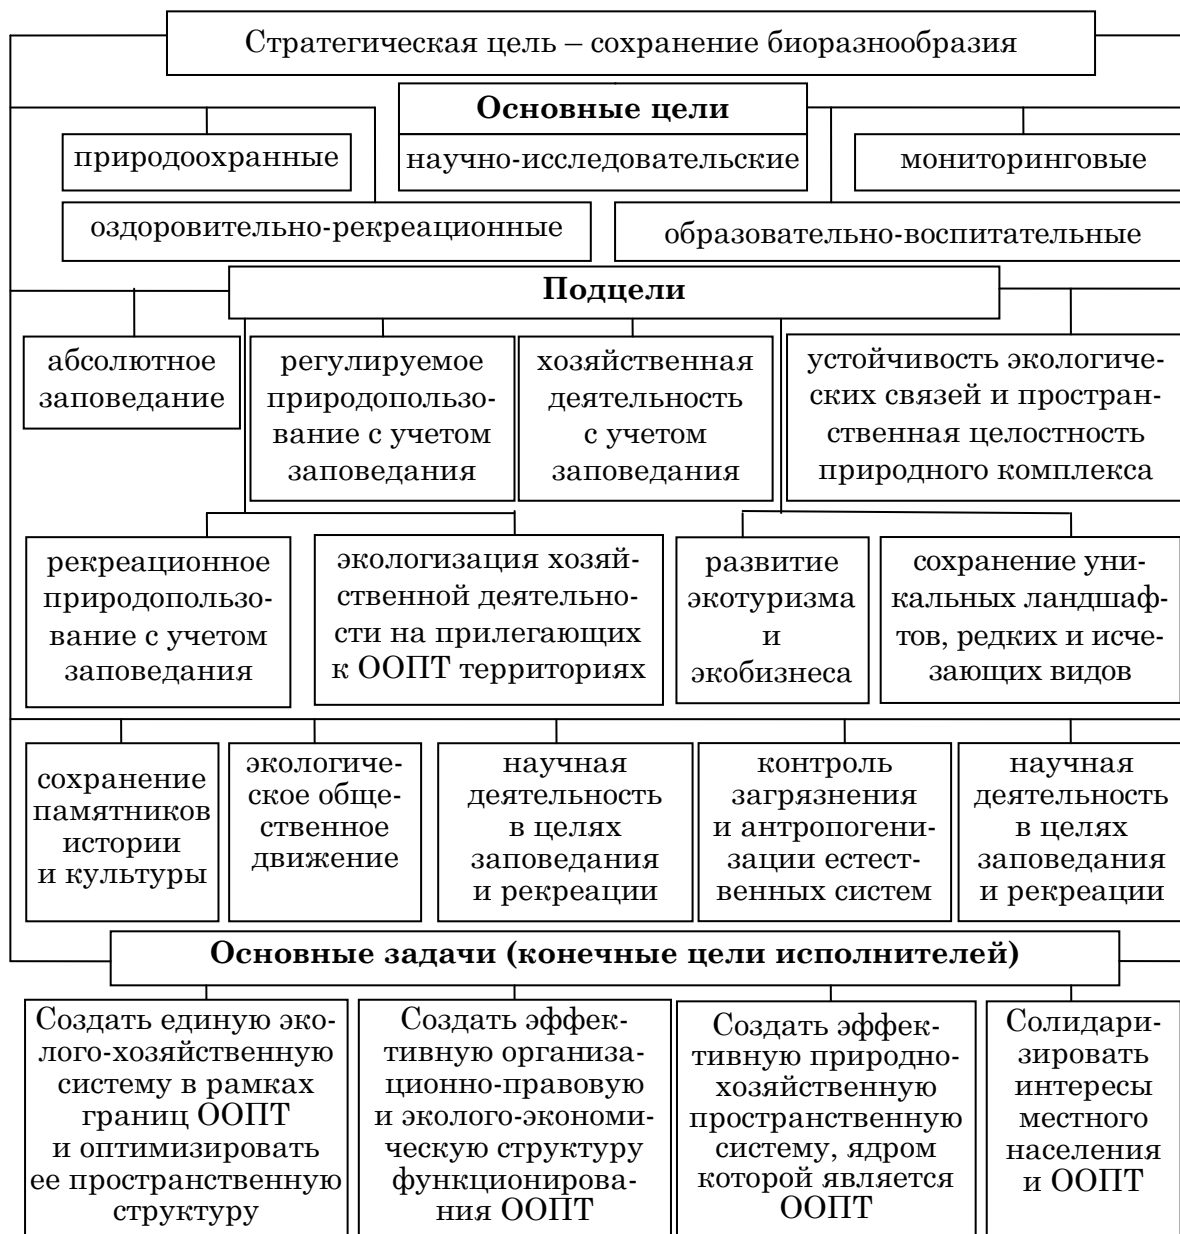 Стратегическая цель – сохранение биоразнообразия
Основные цели
природоохранные
научно-исследовательские
мониторинговые
оздоровительно-рекреационные
образовательно-воспитательные
Подцели
абсолютное
заповедание
регулируемое
природопользо-
вание с учетом
заповедания
хозяйственная
деятельность
с учетом
заповедания
устойчивость экологиче-
ских связей и простран-
ственная целостность
природного комплекса
рекреационное
природопользо-
вание с учетом
заповедания
экологизация хозяй-
ственной деятельно-
сти на прилегающих
к ООПТ территориях
развитие
экотуризма
и
экобизнеса
сохранение уни-
кальных ландшаф-
тов, редких и исче-
зающих видов
сохранение
памятников
истории
и культуры
экологиче-
ское обще-
ственное
движение
научная
деятельность
в целях
заповедания
и рекреации
контроль
загрязнения
и антропогени-
зации естест-
венных систем
научная
деятельность
в целях
заповедания
и рекреации
Основные задачи (конечные цели исполнителей)
Создать единую эко-
лого-хозяйственную
систему в рамках
границ ООПТ
и оптимизировать
ее пространственную
структуру
Создать эффек-
тивную организа-
ционно-правовую
и эколого-экономи-
ческую структуру
функционирова-
ния ООПТ
Создать эффек-
тивную природно-
хозяйственную
пространственную
систему, ядром
которой является
ООПТ
Солидари-
зировать
интересы
местного
населения
и ООПТ